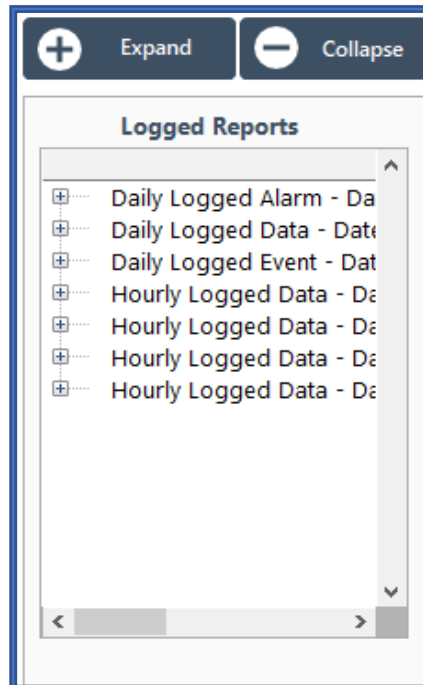 Expand
Collapse
Logged Reports
Daily Logged Alarm - Da
Daily Logged Data - Date
Daily Logged Event - Dat
Hourly Logged Data - Da
Hourly Logged Data - Da
Hourly Logged Data - Da
Hourly Logged Data - Da